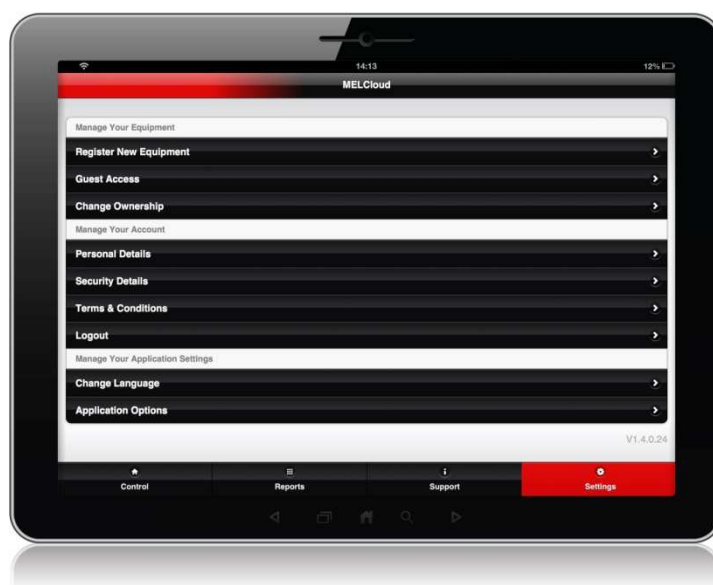 14:13 12%
MELCloud
Manage Your Equipment
Register New Equipment
Guest Access
Change Ownership
Manage Your Account
Personal Details
Security Details
Terms & Conditions
Logout
Manage Your Application Settings
Change Language
Application Options
V1.4.0.24
Control Reports Support Settings